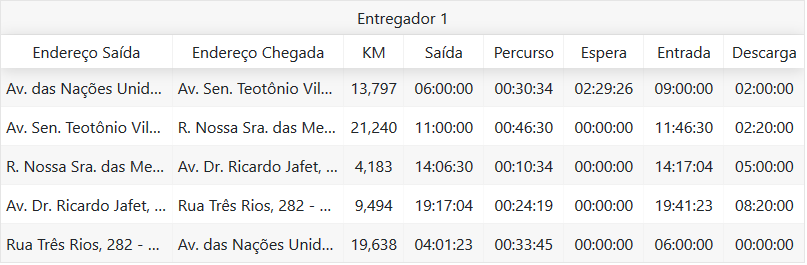 Entregador 1
Endereço Saída Endereço Chegada KM Saída Percurso Espera Entrada Descarga
Av. das Nações Unid... Av. Sen. Teotônio Vil... 13,797 06:00:00 00:30:34 02:29:26 09:00:00 02:00:00
Av. Sen. Teotônio Vil... R. Nossa Sra. das Me... 21,240 11:00:00 00:46:30 00:00:00 11:46:30 02:20:00
R. Nossa Sra. das Me... Av. Dr. Ricardo Jafet, ... 4,183 14:06:30 00:10:34 00:00:00 14:17:04 05:00:00
Av. Dr. Ricardo Jafet, ... Rua Três Rios, 282 - ... 9,494 19:17:04 00:24:19 00:00:00 19:41:23 08:20:00
Rua Três Rios, 282 - ... Av. das Nações Unid... 19,638 04:01:23 00:33:45 00:00:00 06:00:00 00:00:00